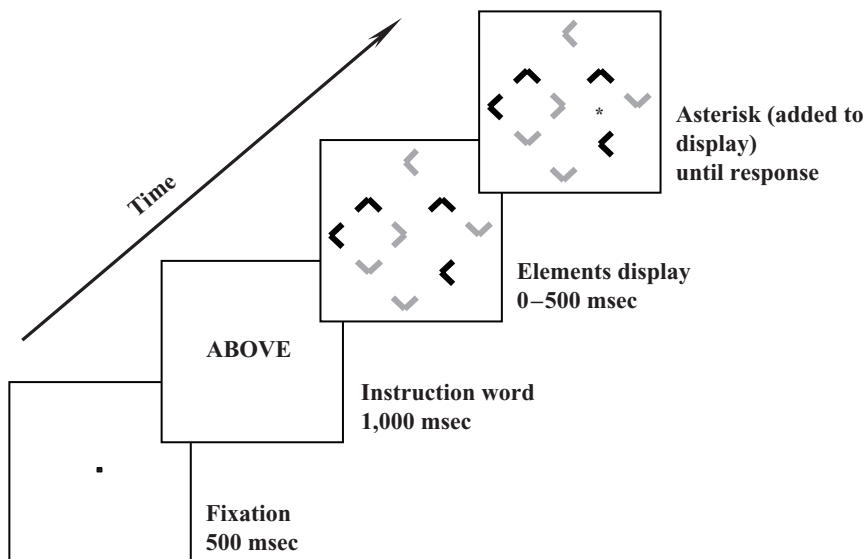 Time
Asterisk (added to
display)
until response
*
Elements display
0–500 msec
ABOVE
Instruction word
1,000 msec
Fixation
500 msec